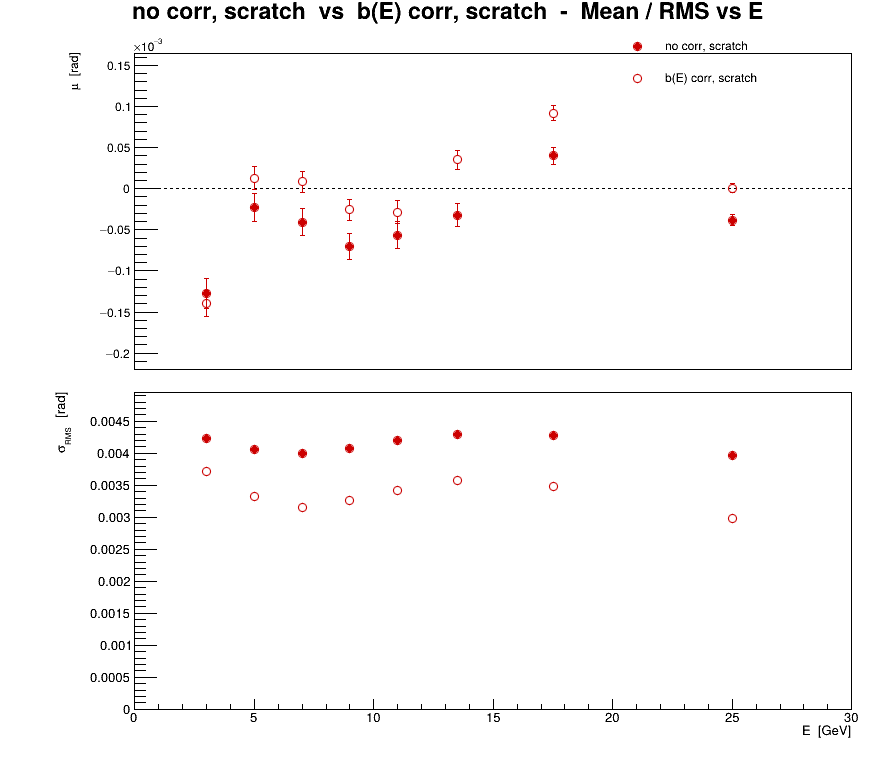 no corr, scratch  vs  b(E) corr, scratch  -  Mean / RMS vs E
×10⁻³
no corr, scratch
b(E) corr, scratch
μ [rad]
0.15
0.1
0.05
0
−0.05
−0.1
−0.15
−0.2
σRMS [rad]
0.0045
0.004
0.0035
0.003
0.0025
0.002
0.0015
0.001
0.0005
0
0 5 10 15 20 25 30
E [GeV]